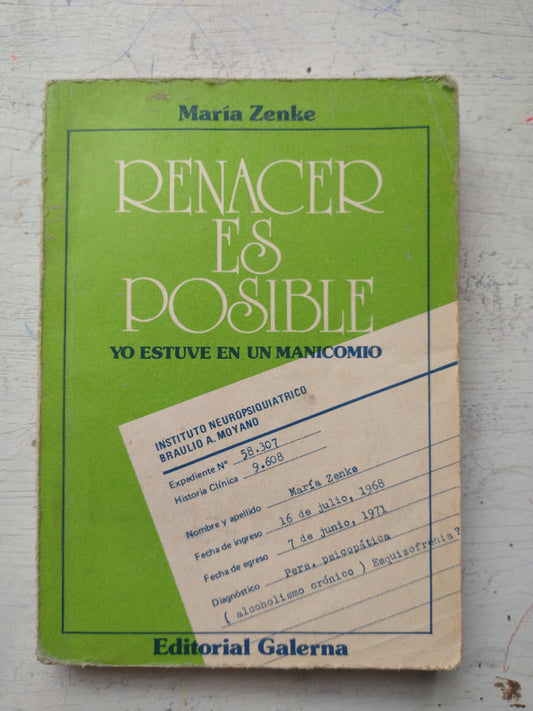 María Zenke
RENACER
ES
POSIBLE
YO ESTUVE EN UN MANICOMIO
INSTITUTO NEUROPSIQUIATRICO
BRAULIO A. MOYANO
Expediente Nº 58.307
Historia Clínica 9.608
Nombre y apellido María Zenke
Fecha de ingreso 16 de julio, 1968
Fecha de egreso 7 de junio, 1971
Diagnóstico Pers. psicopática
( alcoholismo crónico ) Esquizofrenia?
Editorial Galerna